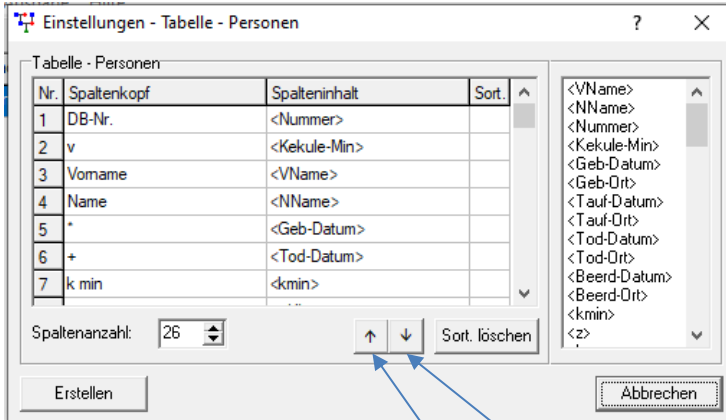 Einstellungen - Tabelle - Personen ?
Tabelle - Personen
Nr. Spaltenkopf Spalteninhalt Sort.
1 DB-Nr. <Nummer>
2 v <Kekule-Min>
3 Vorname <VName>
4 Name <NName>
5 * <Geb-Datum>
6 + <Tod-Datum>
7 k min <kmin>
Spaltenanzahl: 26
↑ ↓ Sort. löschen
<VName>
<NName>
<Nummer>
<Kekule-Min>
<Geb-Datum>
<Geb-Ort>
<Tauf-Datum>
<Tauf-Ort>
<Tod-Datum>
<Tod-Ort>
<Beerd-Datum>
<Beerd-Ort>
<kmin>
<z>
Erstellen
Abbrechen